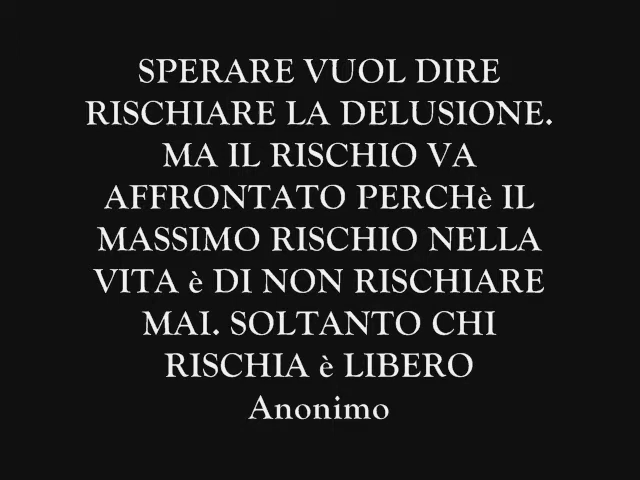 SPERARE VUOL DIRE
RISCHIARE LA DELUSIONE.
MA IL RISCHIO VA
AFFRONTATO PERCHè IL
MASSIMO RISCHIO NELLA
VITA è DI NON RISCHIARE
MAI. SOLTANTO CHI
RISCHIA è LIBERO
Anonimo